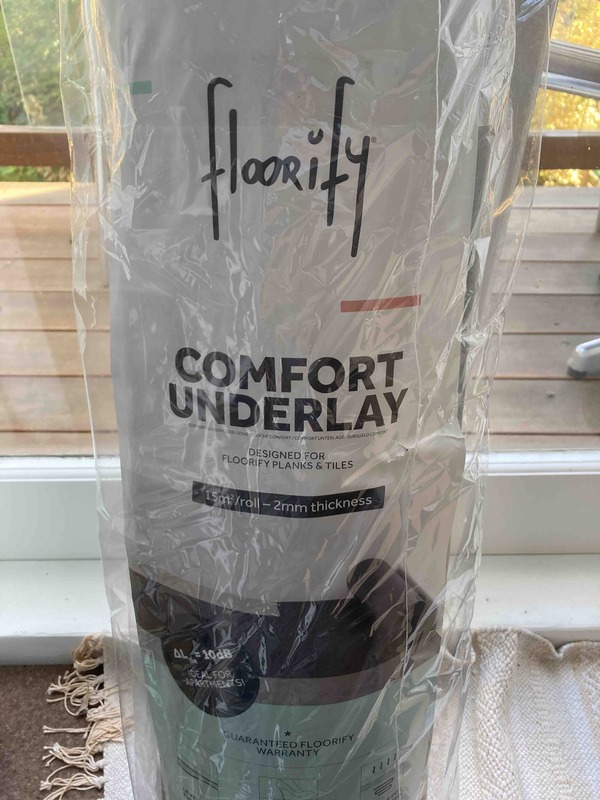 floorify®
COMFORT
UNDERLAY
DESIGNED FOR
FLOORIFY PLANKS & TILES
15m²/roll – 2mm thickness
ΔL = 10dB
IDEAL FOR
APARTMENTS!
GUARANTEED FLOORIFY
WARRANTY